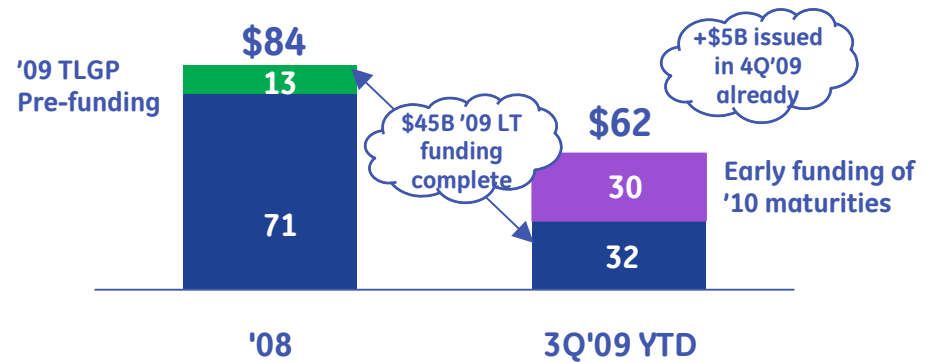 $84
'09 TLGP
Pre-funding
13
71
$45B '09 LT
funding
complete
+$5B issued
in 4Q'09
already
$62
30
32
Early funding of
'10 maturities
'08
3Q'09 YTD